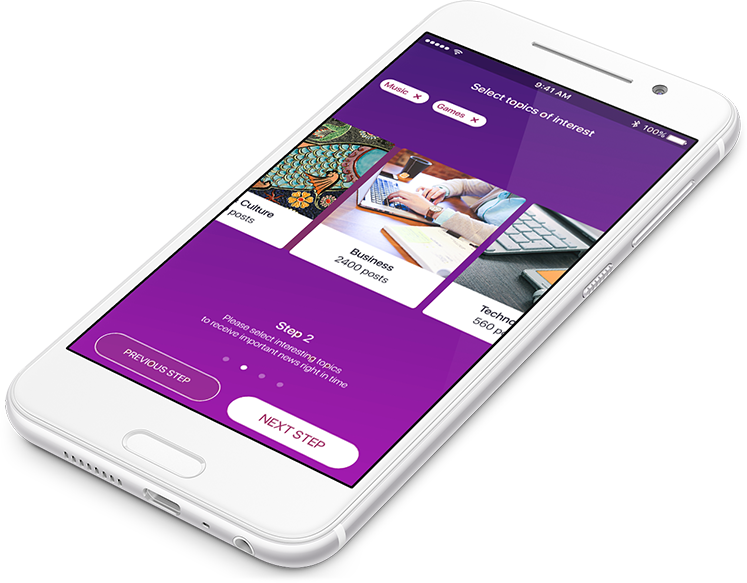 9:41 AM
100%
Select topics of interest
Music ×
Games ×
Culture
posts
Business
2400 posts
Techno
560 p
Step 2
Please select interesting topics
to receive important news right in time
PREVIOUS STEP
NEXT STEP